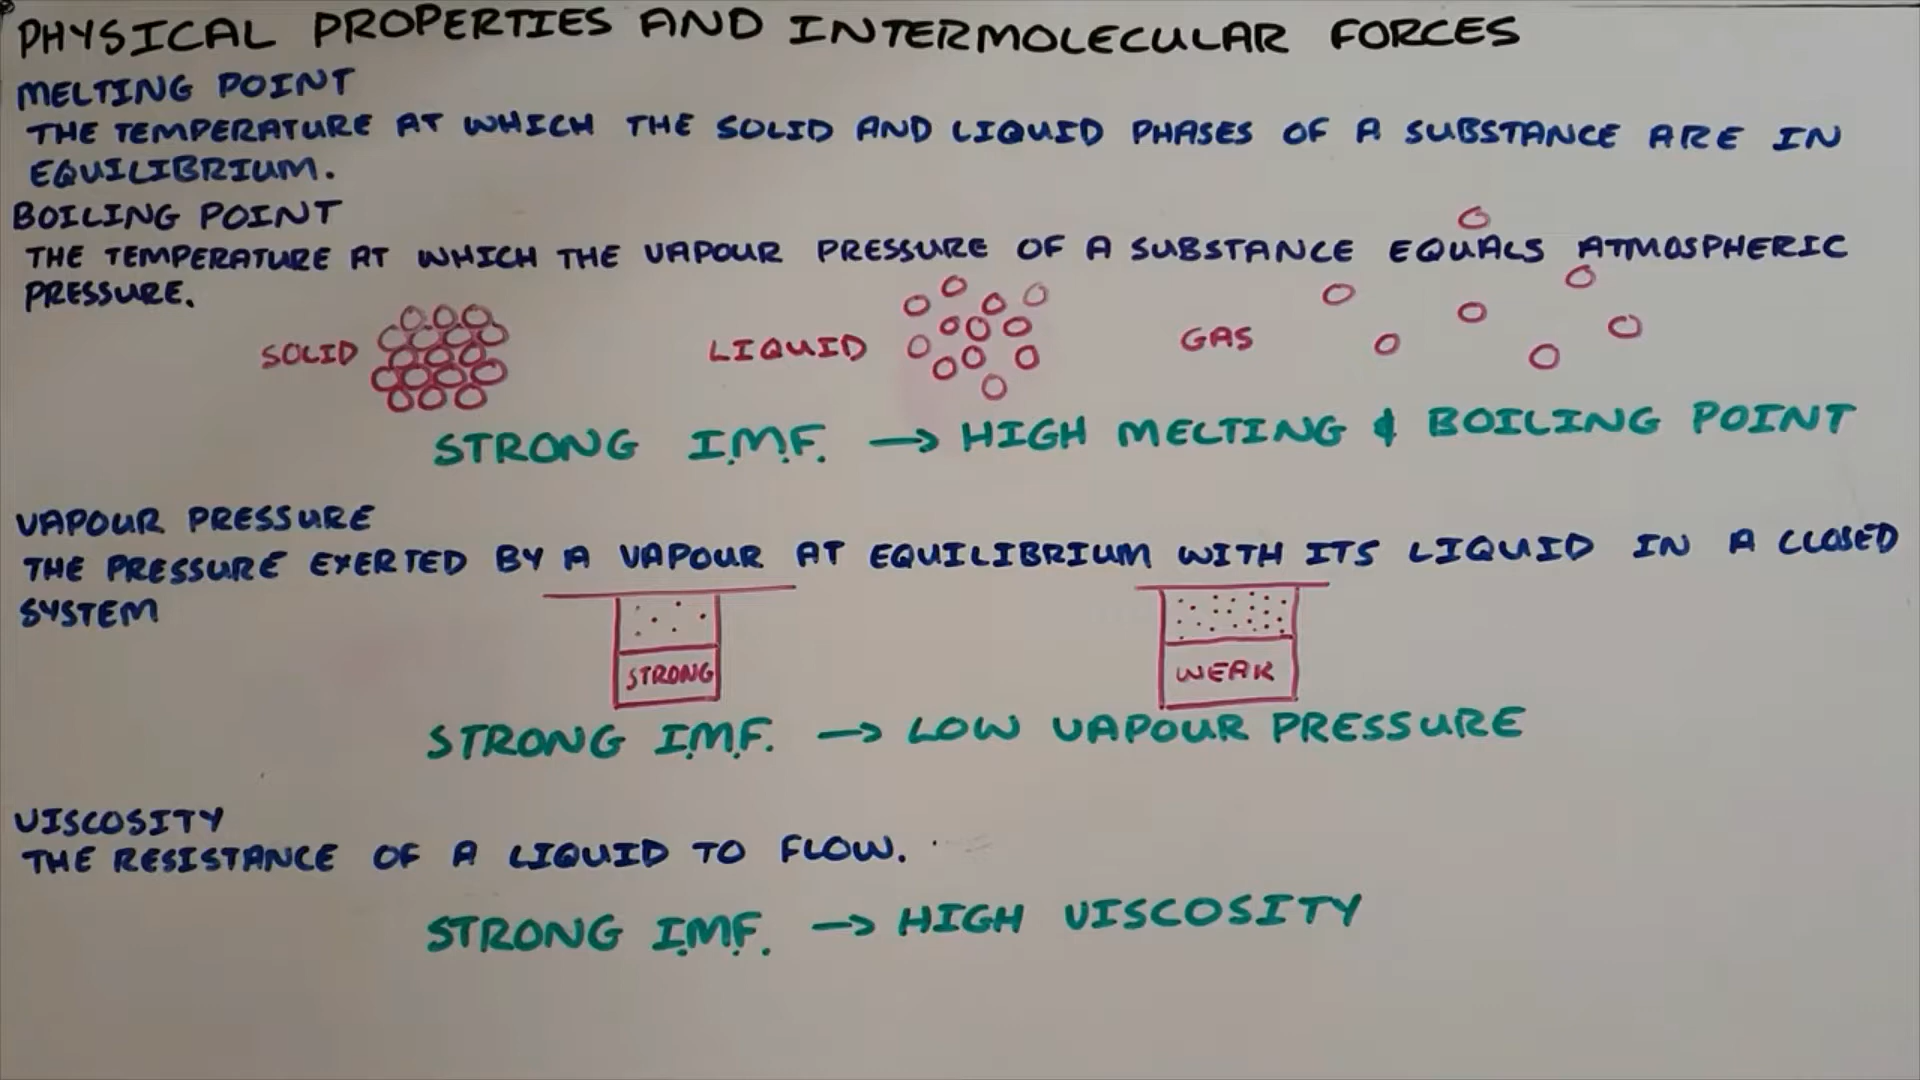 PHYSICAL PROPERTIES AND INTERMOLECULAR FORCES
MELTING POINT
THE TEMPERATURE AT WHICH THE SOLID AND LIQUID PHASES OF A SUBSTANCE ARE IN
EQUILIBRIUM.
BOILING POINT
THE TEMPERATURE AT WHICH THE VAPOUR PRESSURE OF A SUBSTANCE EQUALS ATMOSPHERIC
PRESSURE.
SOLID LIQUID GAS
STRONG I.M.F. → HIGH MELTING & BOILING POINT
VAPOUR PRESSURE
THE PRESSURE EXERTED BY A VAPOUR AT EQUILIBRIUM WITH ITS LIQUID IN A CLOSED
SYSTEM
STRONG WEAK
STRONG I.M.F. → LOW VAPOUR PRESSURE
VISCOSITY
THE RESISTANCE OF A LIQUID TO FLOW.
STRONG I.M.F. → HIGH VISCOSITY